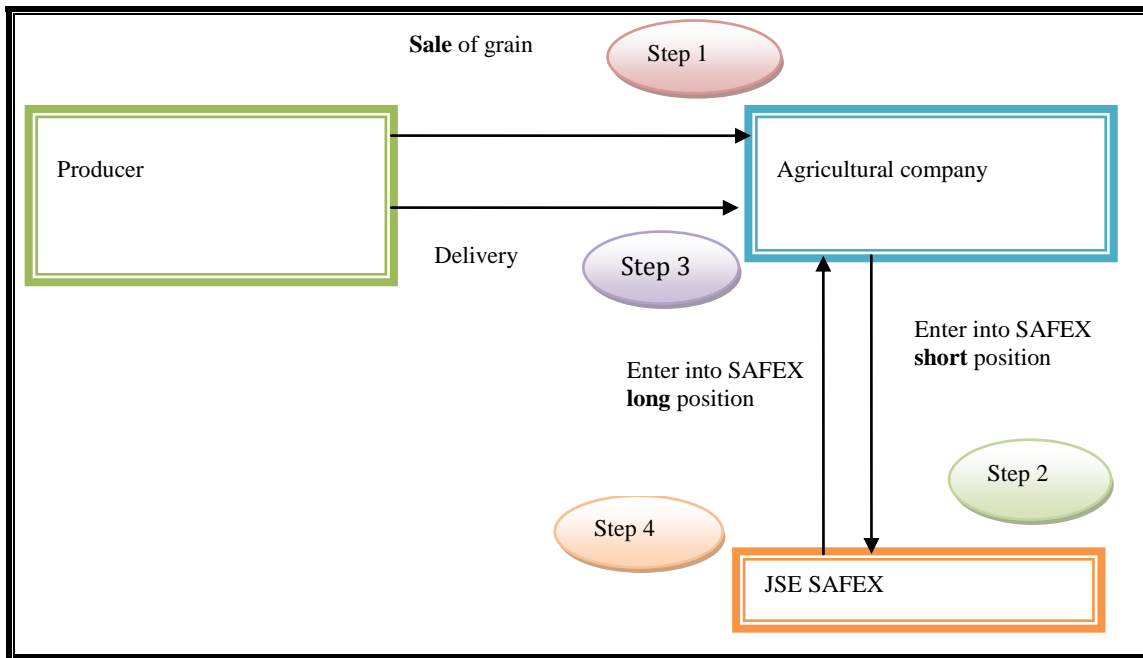 Sale of grain
Step 1
Producer
Agricultural company
Delivery
Step 3
Enter into SAFEX
short position
Enter into SAFEX
long position
Step 2
Step 4
JSE SAFEX